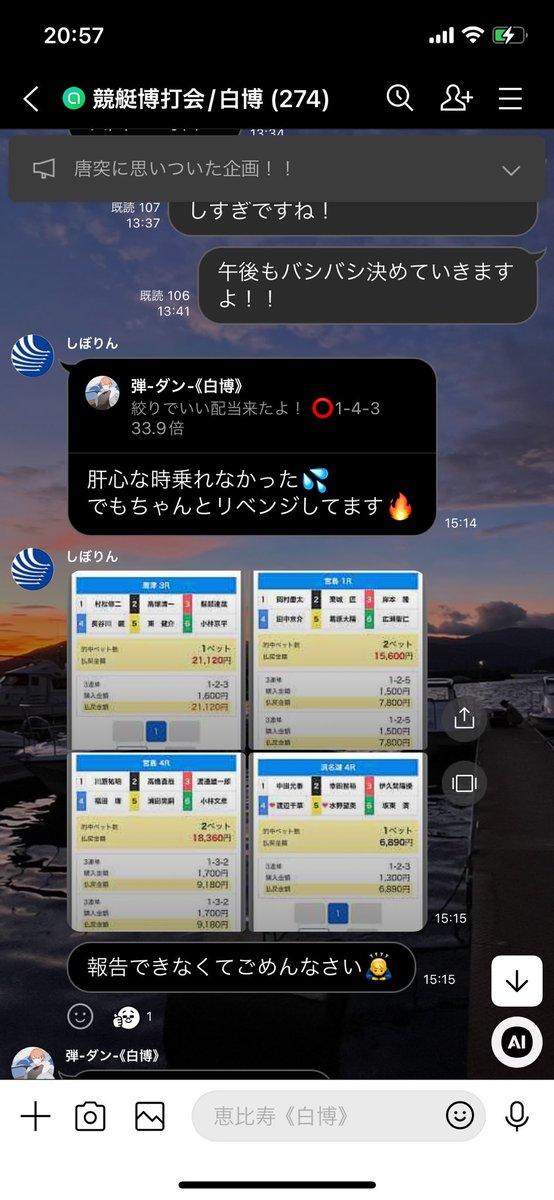 20:57
競艇博打会/白博 (274)
13:34
唐突に思いついた企画！！
既読 107
13:37
しすぎですね！
午後もバシバシ決めていきます
よ！！
既読 106
13:41
しぼりん
弾-ダン-《白博》
絞りでいい配当来たよ！ ⭕1-4-3
33.9倍
肝心な時乗れなかった💦
でもちゃんとリベンジしてます🔥
15:14
しぼりん
唐津 3R
1 村松修二 2 高塚清一 3 服部達哉
4 長谷川 親 5 東 健介 6 小林京平
的中ベット数 1ベット
払戻金額 21,120円
3連単 1-2-3
購入金額 1,600円
払戻金額 21,120円
1
宮島 1R
1 岡村慶太 2 3 岸本 隆
4 田中京介 5 葛原大陽 6 広瀬聖仁
的中ベット数 2ベット
払戻金額 15,600円
3連単 1-2-5
購入金額 1,500円
払戻金額 7,800円
3連単 1-2-5
購入金額 1,500円
払戻金額 7,800円
宮島 4R
1 川原祐明 2 高橋直哉 3 渡邉雄一郎
4 福田 理 5 浦田晃嗣 6 小林文彦
的中ベット数 2ベット
払戻金額 18,360円
3連単 1-3-2
購入金額 1,700円
払戻金額 9,180円
3連単 1-3-2
購入金額 1,700円
払戻金額 9,180円
浜名湖 4R
1 中田元泰 2 幸田智裕 3 伊久間陽優
4 ♥渡辺千草 5 ♥水野望美 6 坂東 満
的中ベット数 1ベット
払戻金額 6,890円
3連単 1-2-3
購入金額 1,300円
払戻金額 6,890円
1
15:15
報告できなくてごめんなさい🙇
15:15
1
弾-ダン-《白博》
AI
恵比寿《白博》